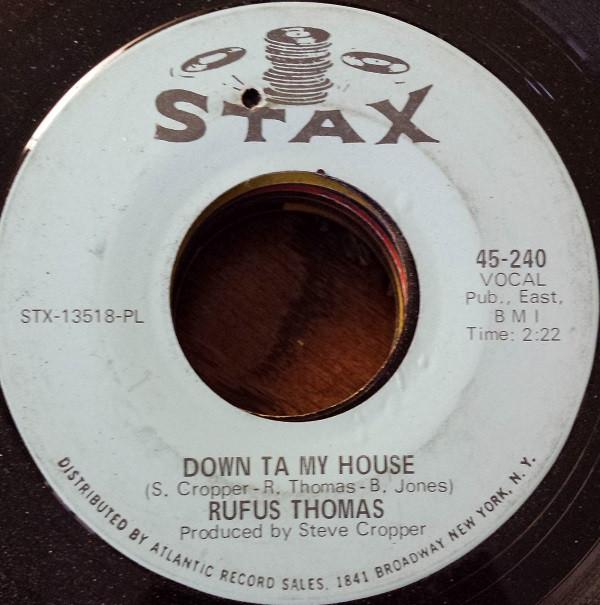 STAX
45-240
VOCAL
Pub., East,
B M I
Time: 2:22
STX-13518-PL
DOWN TA MY HOUSE
(S. Cropper-R. Thomas-B. Jones)
RUFUS THOMAS
Produced by Steve Cropper
DISTRIBUTED BY ATLANTIC RECORD SALES, 1841 BROADWAY NEW YORK, N. Y.